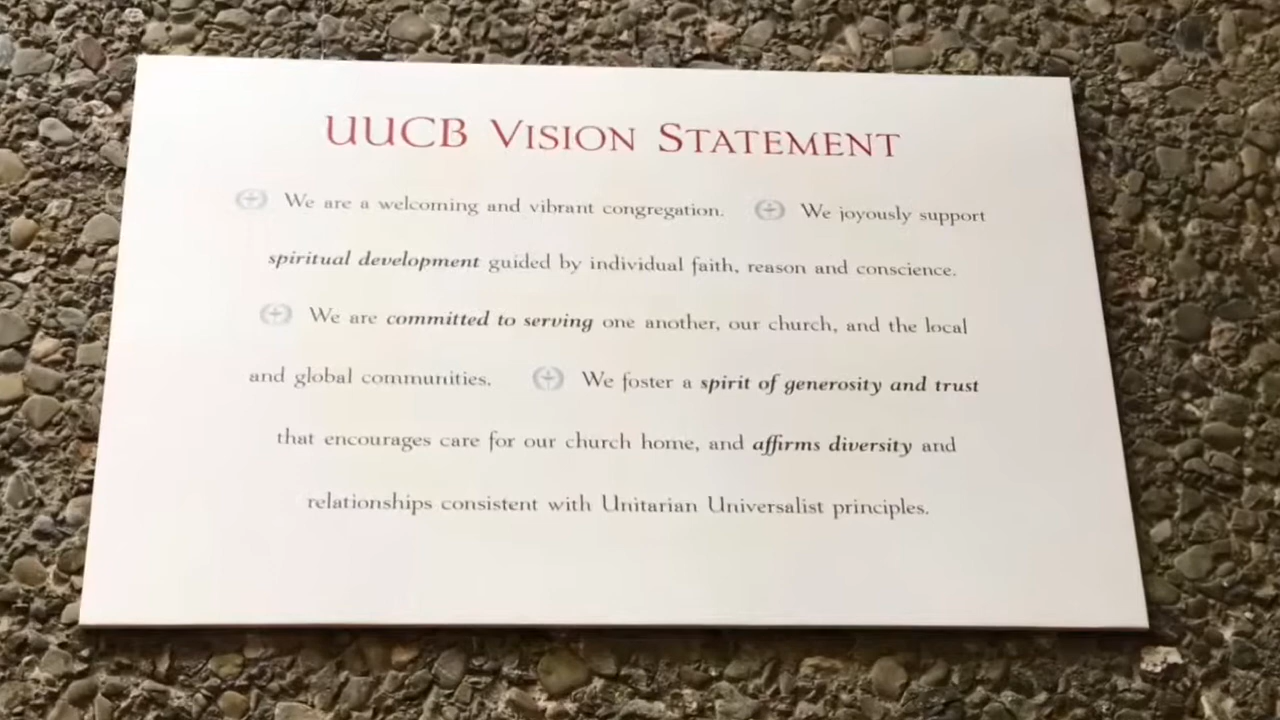 UUCB VISION STATEMENT
We are a welcoming and vibrant congregation. We joyously support
spiritual development guided by individual faith, reason and conscience.
We are committed to serving one another, our church, and the local
and global communities. We foster a spirit of generosity and trust
that encourages care for our church home, and affirms diversity and
relationships consistent with Unitarian Universalist principles.